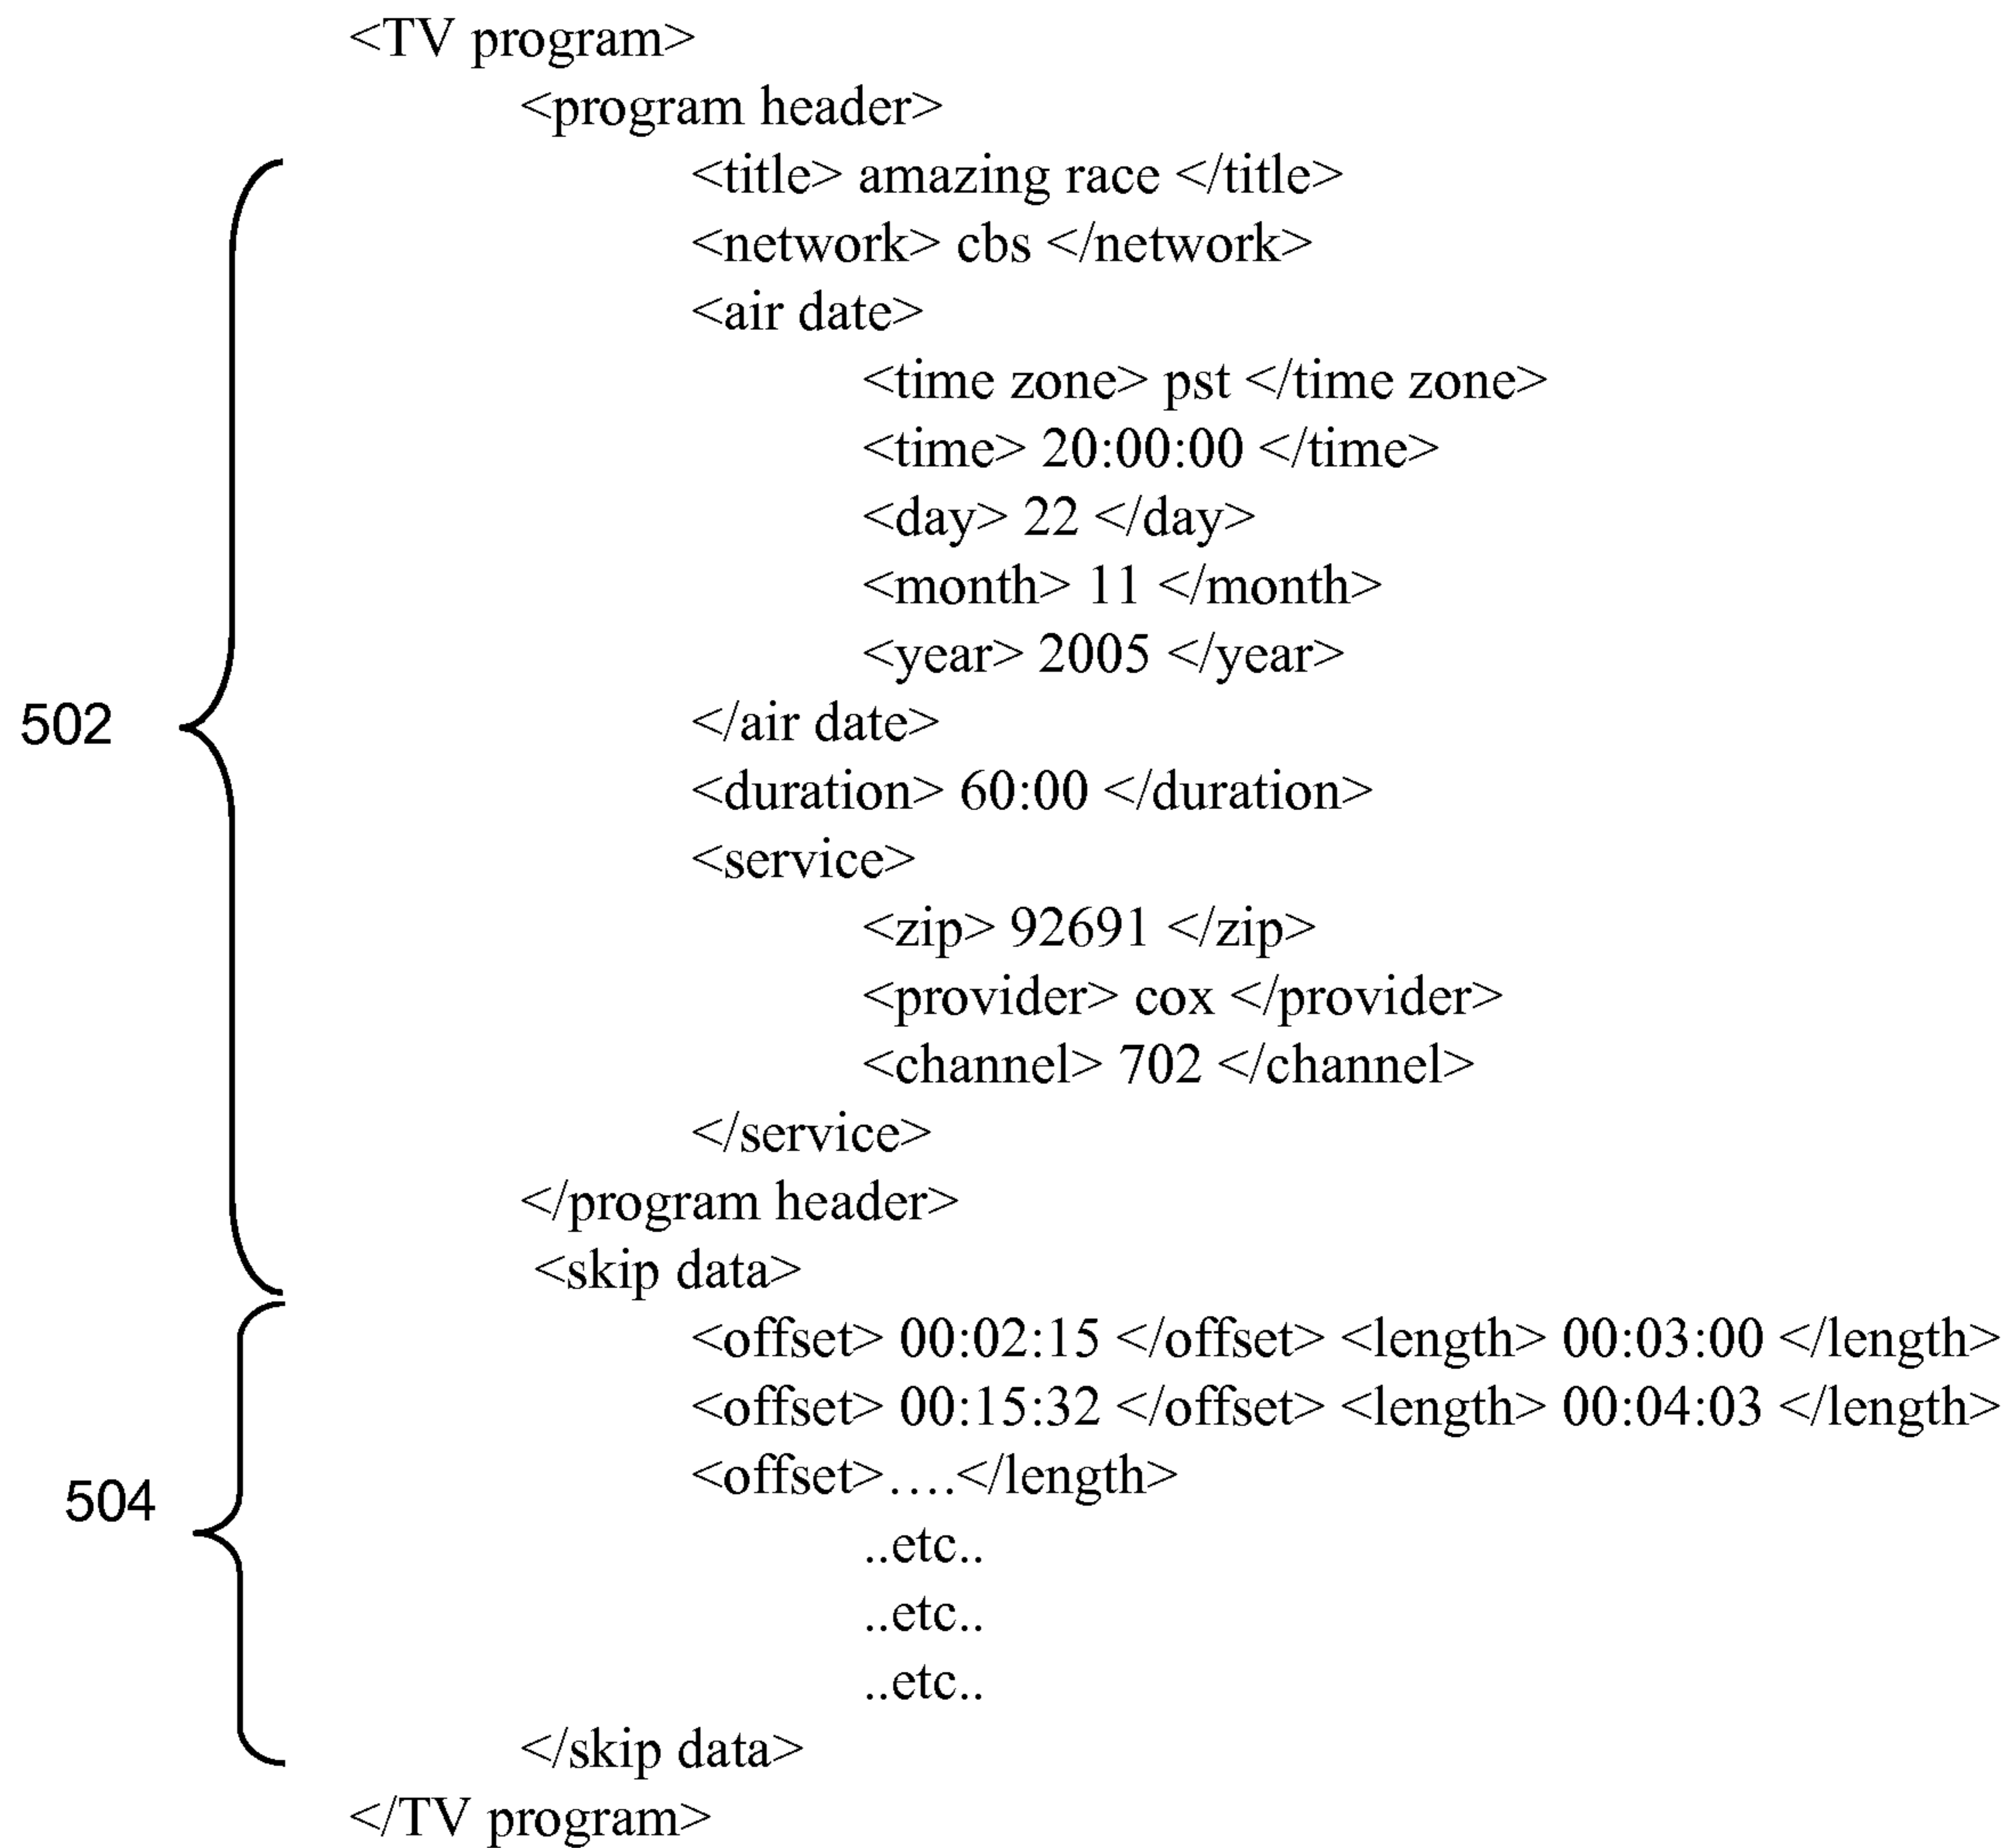 <TV program>
<program header>
<title> amazing race </title>
<network> cbs </network>
<air date>
<time zone> pst </time zone>
<time> 20:00:00 </time>
<day> 22 </day>
<month> 11 </month>
<year> 2005 </year>
502
</air date>
<duration> 60:00 </duration>
<service>
<zip> 92691 </zip>
<provider> cox </provider>
<channel> 702 </channel>
</service>
</program header>
<skip data>
<offset> 00:02:15 </offset> <length> 00:03:00 </length>
<offset> 00:15:32 </offset> <length> 00:04:03 </length>
<offset>....</length>
504
..etc..
..etc..
..etc..
</skip data>
</TV program>